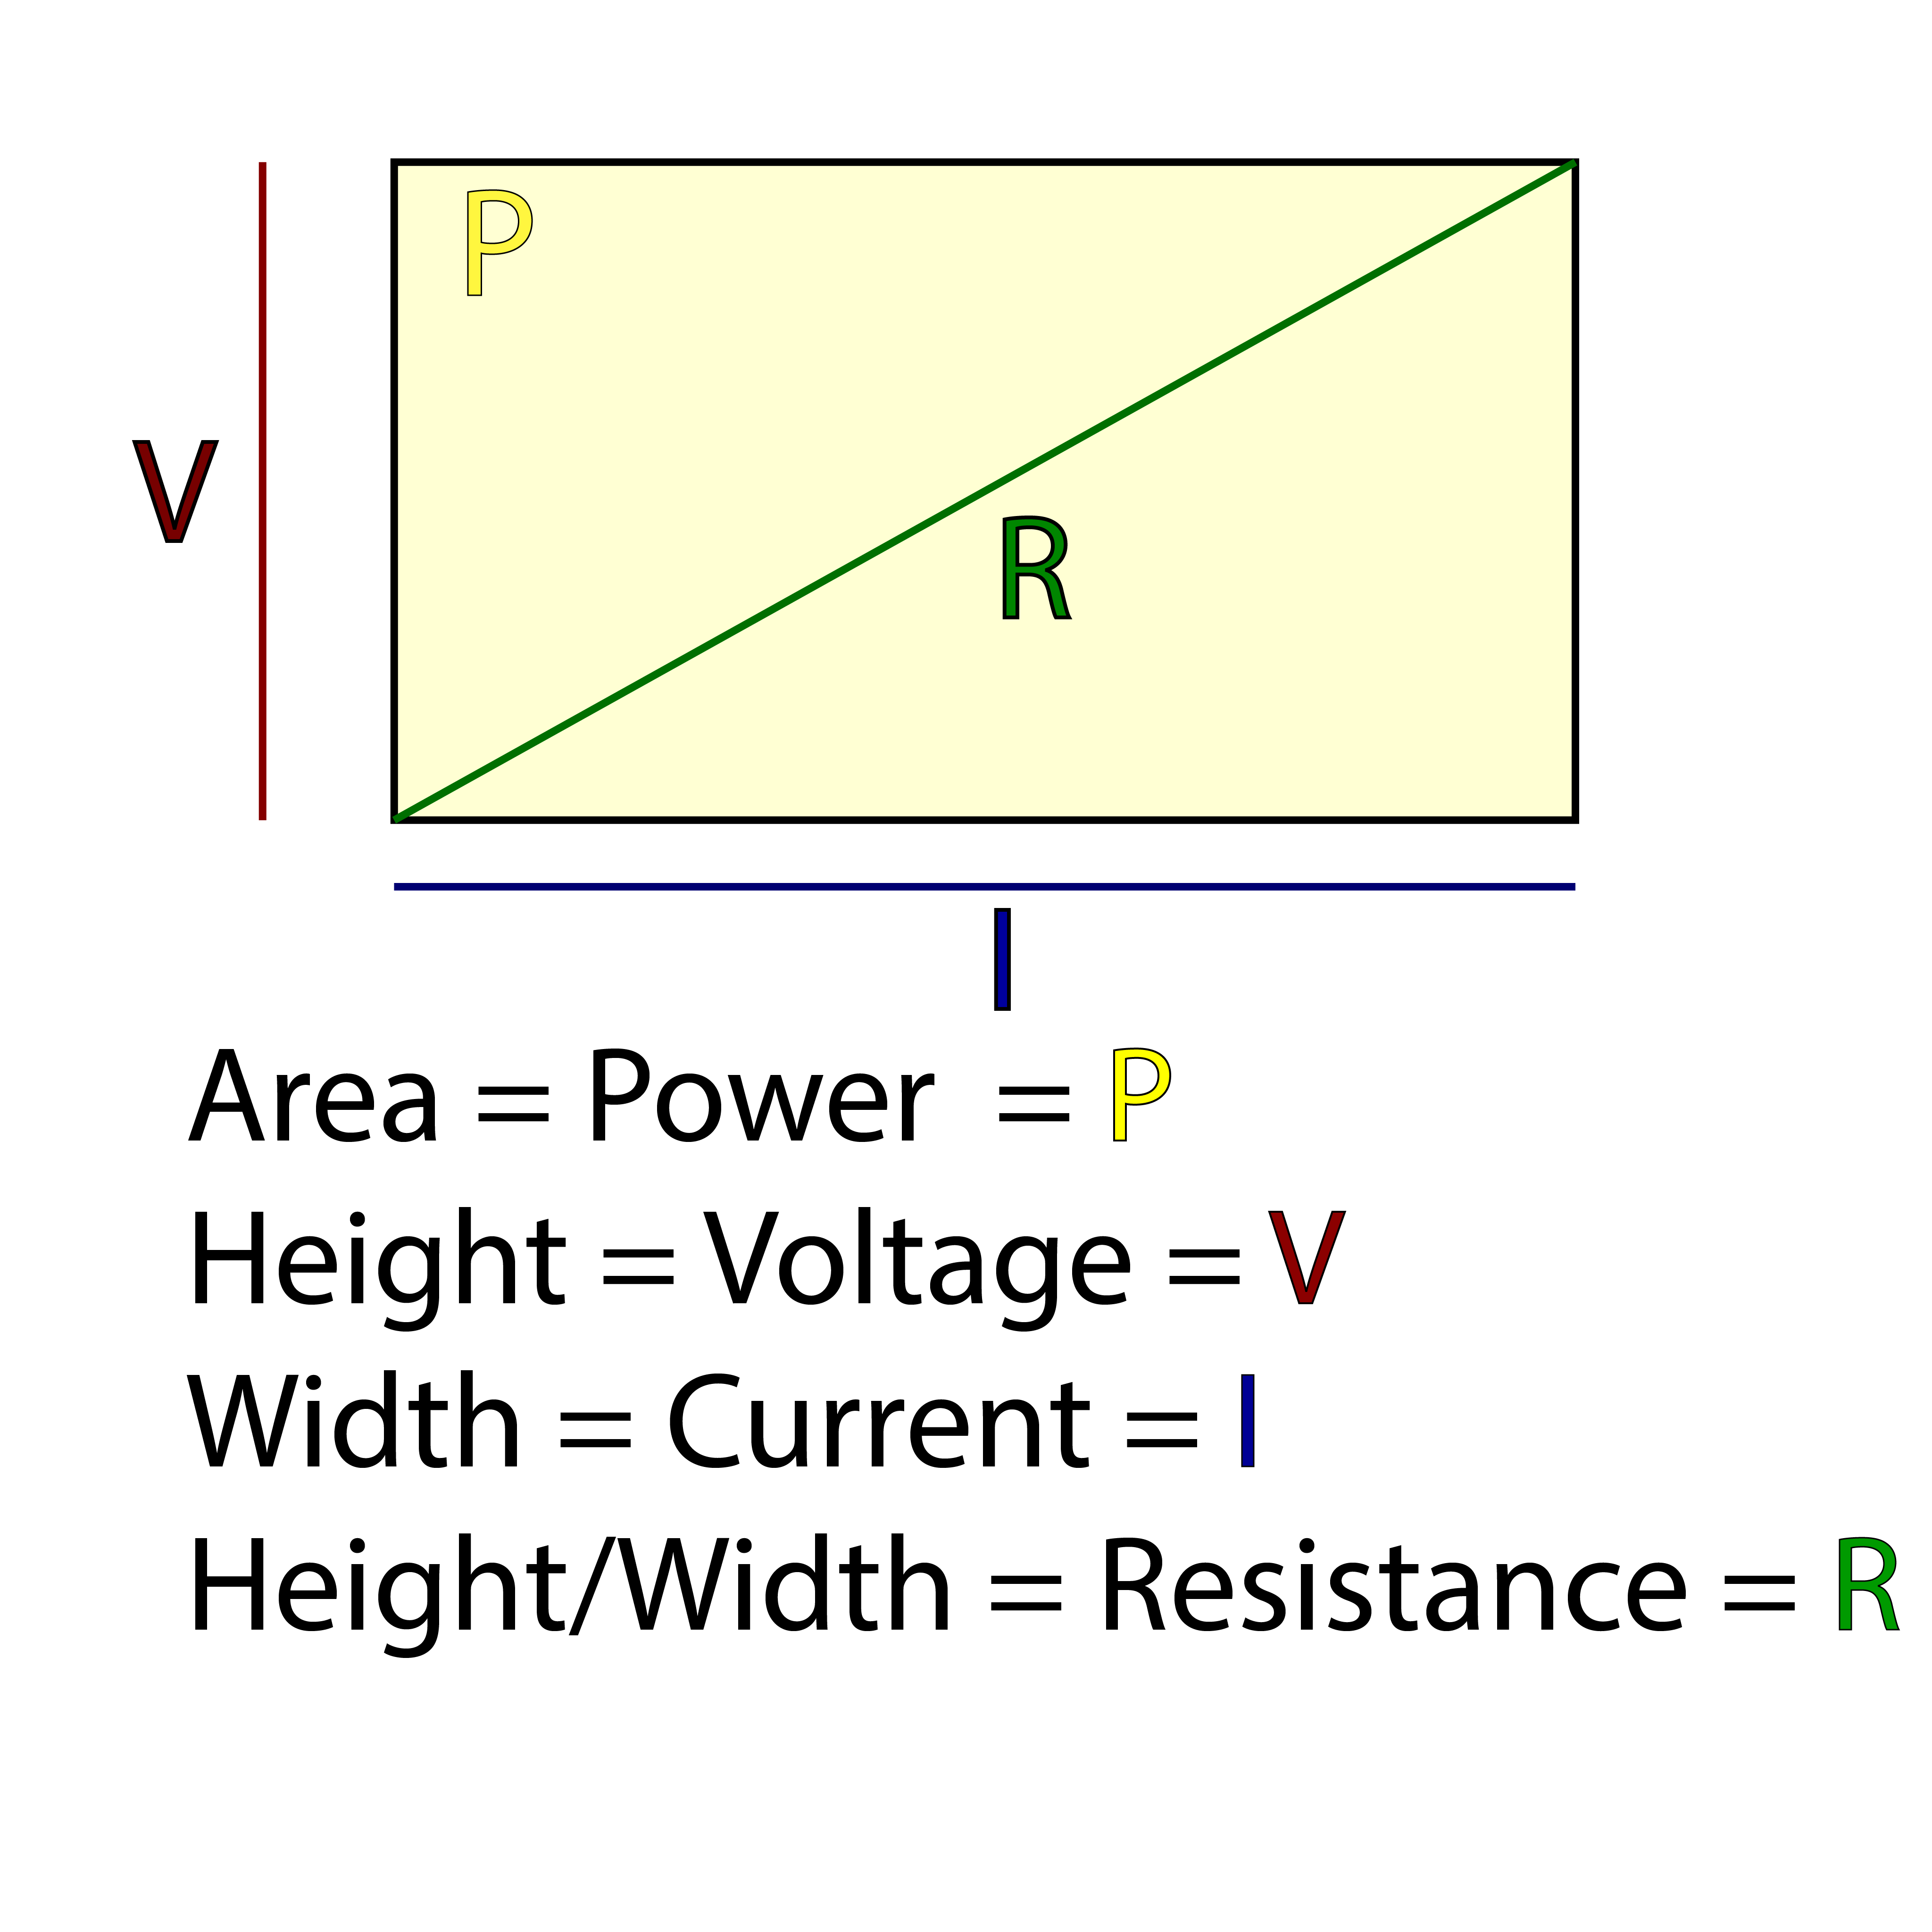 P
V
R
I
Area = Power = P
Height = Voltage = V
Width = Current = I
Height/Width = Resistance = R